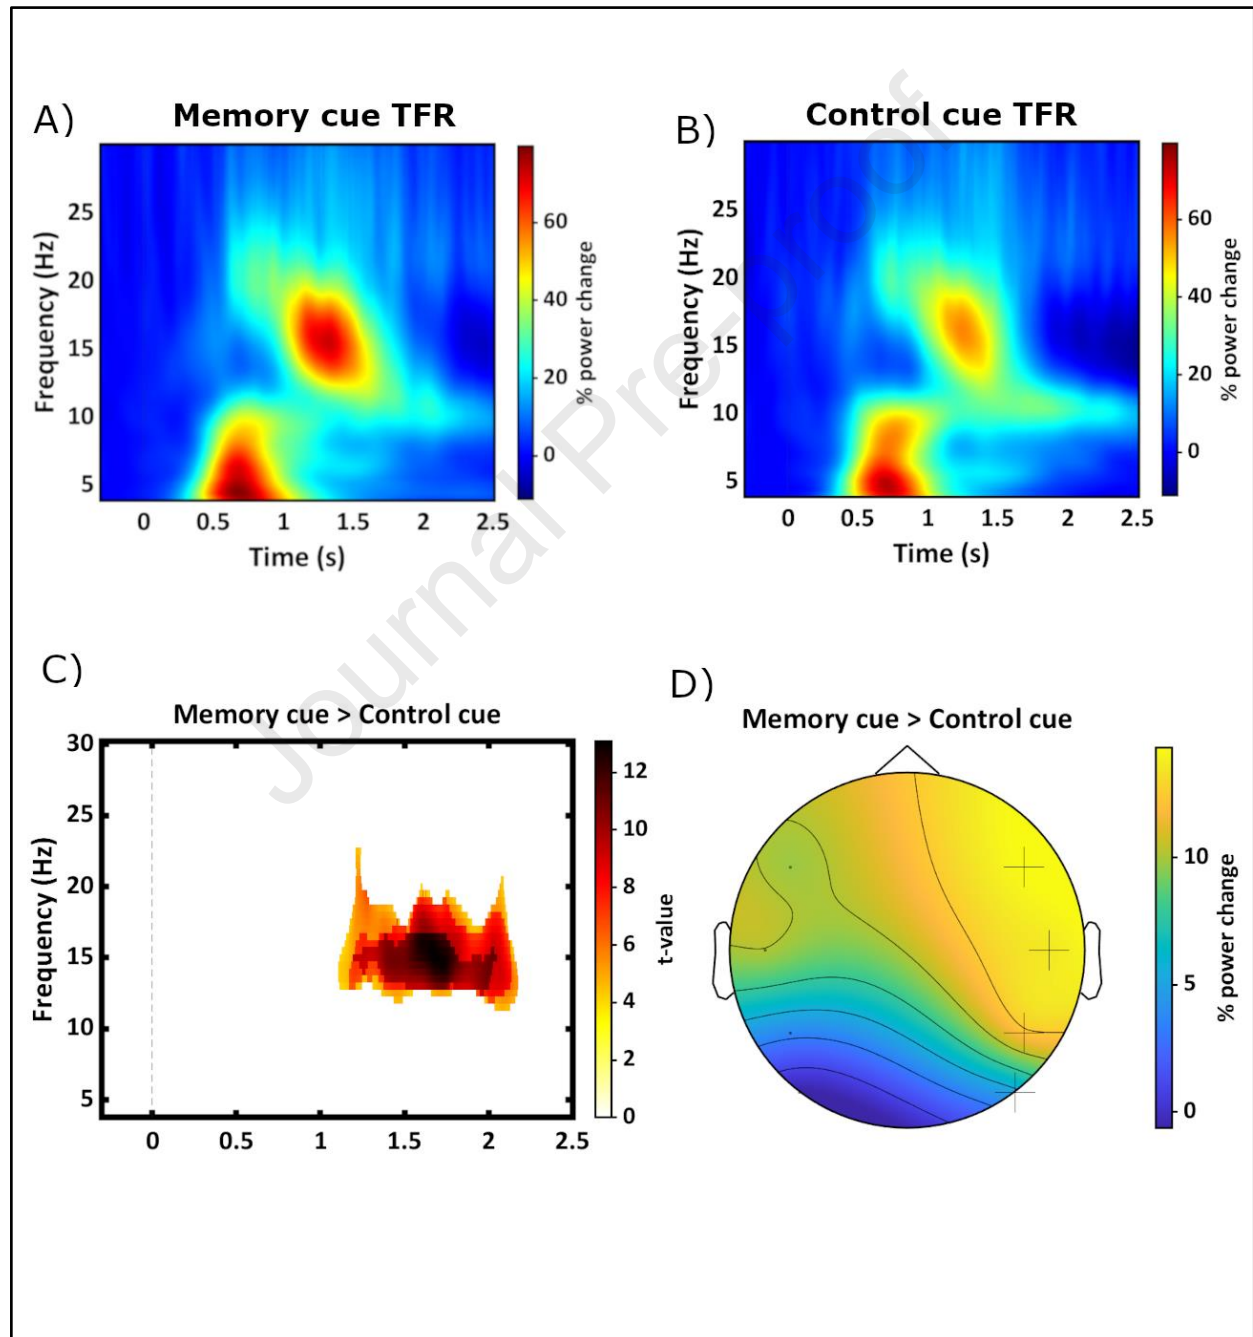 A)
Memory cue TFR
Frequency (Hz)
25
20
15
10
5
0
0.5
1
1.5
2
2.5
Time (s)
60
40
20
0
% power change
B)
Control cue TFR
Frequency (Hz)
25
20
15
10
5
0
0.5
1
1.5
2
2.5
Time (s)
60
40
20
0
% power change
Journal Pre-proof
C)
Memory cue > Control cue
Frequency (Hz)
30
25
20
15
10
5
0
0.5
1
1.5
2
2.5
12
10
8
6
4
2
0
t-value
D)
Memory cue > Control cue
10
5
0
% power change